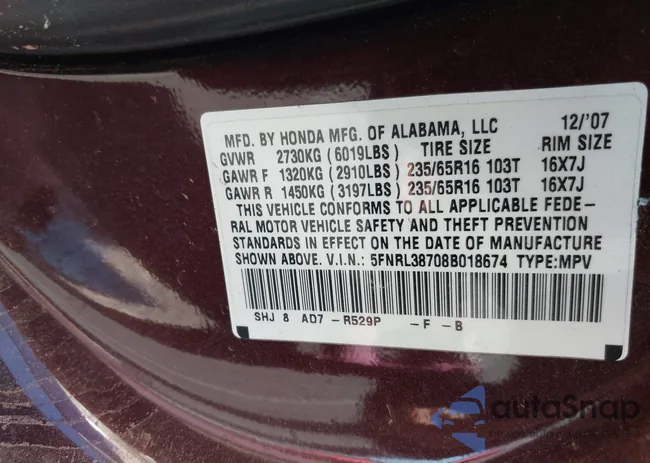 MFD. BY HONDA MFG. OF ALABAMA, LLC 12/'07
GVWR 2730KG (6019LBS) TIRE SIZE RIM SIZE
GAWR F 1320KG (2910LBS) 235/65R16 103T 16X7J
GAWR R 1450KG (3197LBS) 235/65R16 103T 16X7J
THIS VEHICLE CONFORMS TO ALL APPLICABLE FEDE-
RAL MOTOR VEHICLE SAFETY AND THEFT PREVENTION
STANDARDS IN EFFECT ON THE DATE OF MANUFACTURE
SHOWN ABOVE. V.I.N.: 5FNRL38708B018674 TYPE:MPV
SHJ 8 AD7 -R529P -F -B
autoSnap